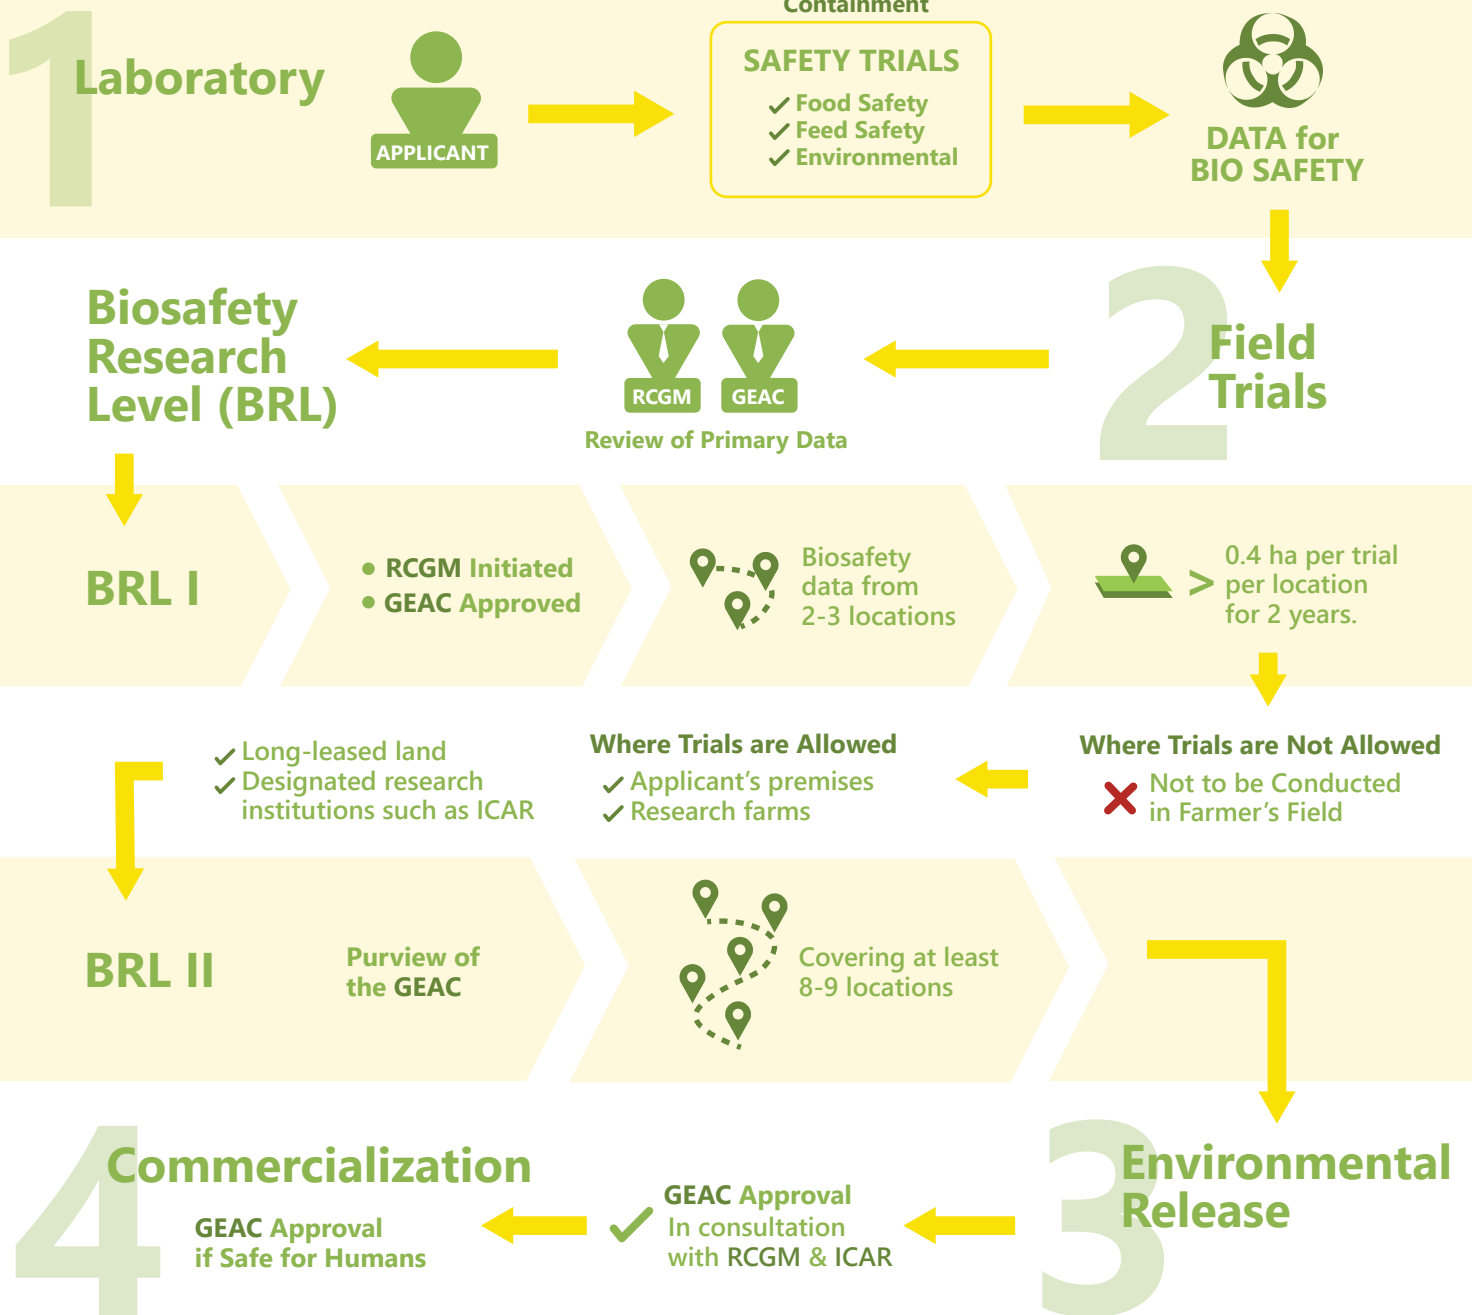 Containment
1
Laboratory
APPLICANT
SAFETY TRIALS
Food Safety
Feed Safety
Environmental
DATA for
BIO SAFETY
2
Field
Trials
RCGM
GEAC
Review of Primary Data
Biosafety
Research
Level (BRL)
BRL I
RCGM Initiated
GEAC Approved
Biosafety
data from
2-3 locations
>
0.4 ha per trial
per location
for 2 years.
Where Trials are Not Allowed
Not to be Conducted
in Farmer's Field
Where Trials are Allowed
Applicant's premises
Research farms
Long-leased land
Designated research
institutions such as ICAR
BRL II
Purview of
the GEAC
Covering at least
8-9 locations
3
Environmental
Release
GEAC Approval
In consultation
with RCGM & ICAR
4
Commercialization
GEAC Approval
if Safe for Humans